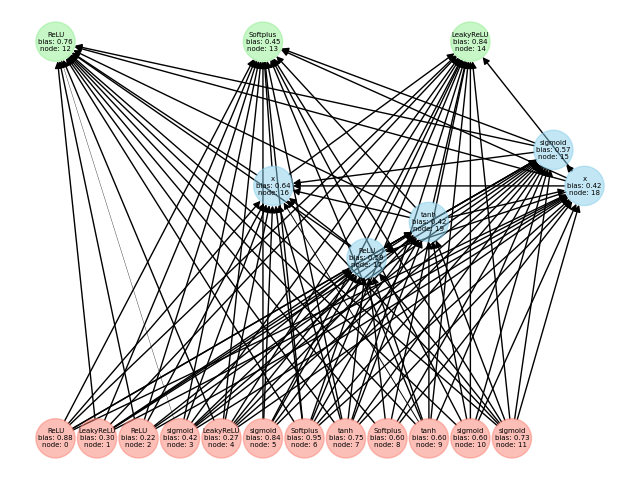 ReLU
bias: 0.76
node: 12
Softplus
bias: 0.45
node: 13
LeakyReLU
bias: 0.84
node: 14
sigmoid
bias: 0.57
node: 15
x
bias: 0.64
node: 16
x
bias: 0.42
node: 18
tanh
bias: 0.42
node: 19
ReLU
bias:
node: 17
ReLU
bias: 0.88
node: 0
LeakyReLU
bias: 0.30
node: 1
ReLU
bias: 0.22
node: 2
sigmoid
bias: 0.42
node: 3
LeakyReLU
bias: 0.27
node: 4
sigmoid
bias: 0.84
node: 5
Softplus
bias: 0.95
node: 6
tanh
bias: 0.75
node: 7
Softplus
bias: 0.60
node: 8
tanh
bias: 0.60
node: 9
sigmoid
bias: 0.60
node: 10
sigmoid
bias: 0.73
node: 11